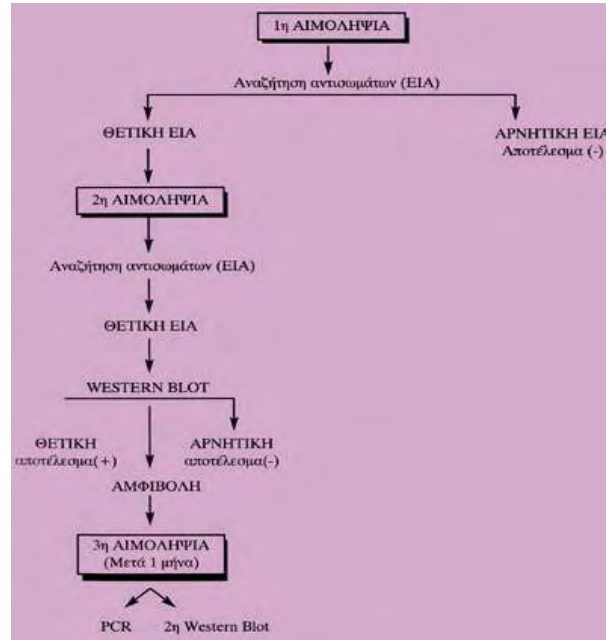 1η ΑΙΜΟΛΗΨΙΑ
Αναζήτηση αντισωμάτων (ΕΙΑ)
ΘΕΤΙΚΗ ΕΙΑ
ΑΡΝΗΤΙΚΗ ΕΙΑ
Αποτέλεσμα (-)
2η ΑΙΜΟΛΗΨΙΑ
Αναζήτηση αντισωμάτων (ΕΙΑ)
ΘΕΤΙΚΗ ΕΙΑ
WESTERN BLOT
ΘΕΤΙΚΗ
αποτέλεσμα(+)
ΑΡΝΗΤΙΚΗ
αποτέλεσμα(-)
ΑΜΦΙΒΟΛΗ
3η ΑΙΜΟΛΗΨΙΑ
(Μετά 1 μήνα)
PCR
2η Western Blot